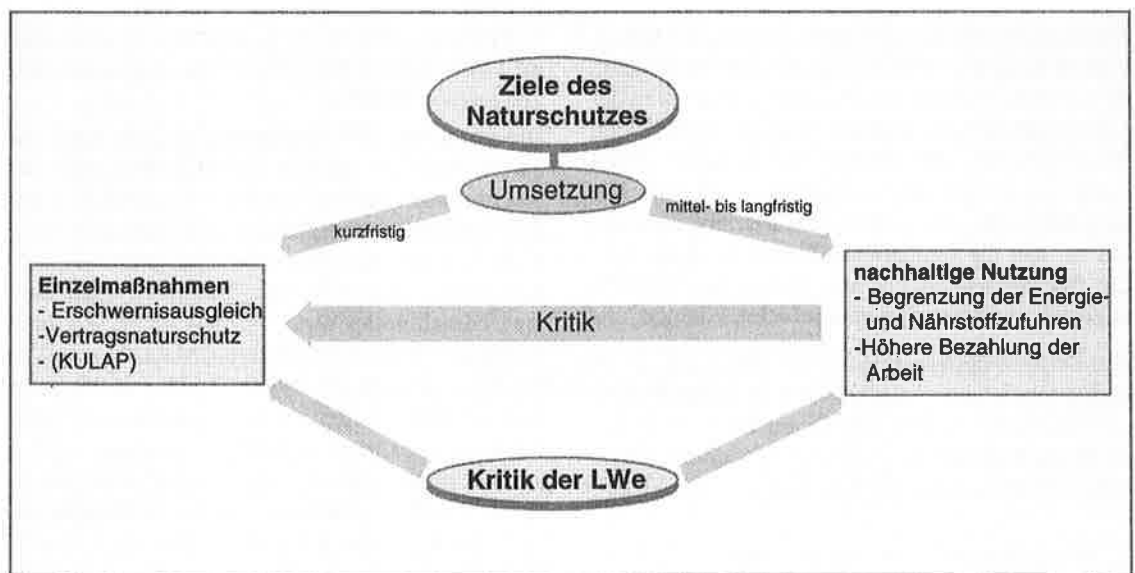 Ziele des
Naturschutzes
Umsetzung
kurzfristig
mittel- bis langfristig
Einzelmaßnahmen
- Erschwernisausgleich
-Vertragsnaturschutz
- (KULAP)
Kritik
nachhaltige Nutzung
- Begrenzung der Energie-
und Nährstoffzufuhren
-Höhere Bezahlung der
Arbeit
Kritik der LWe